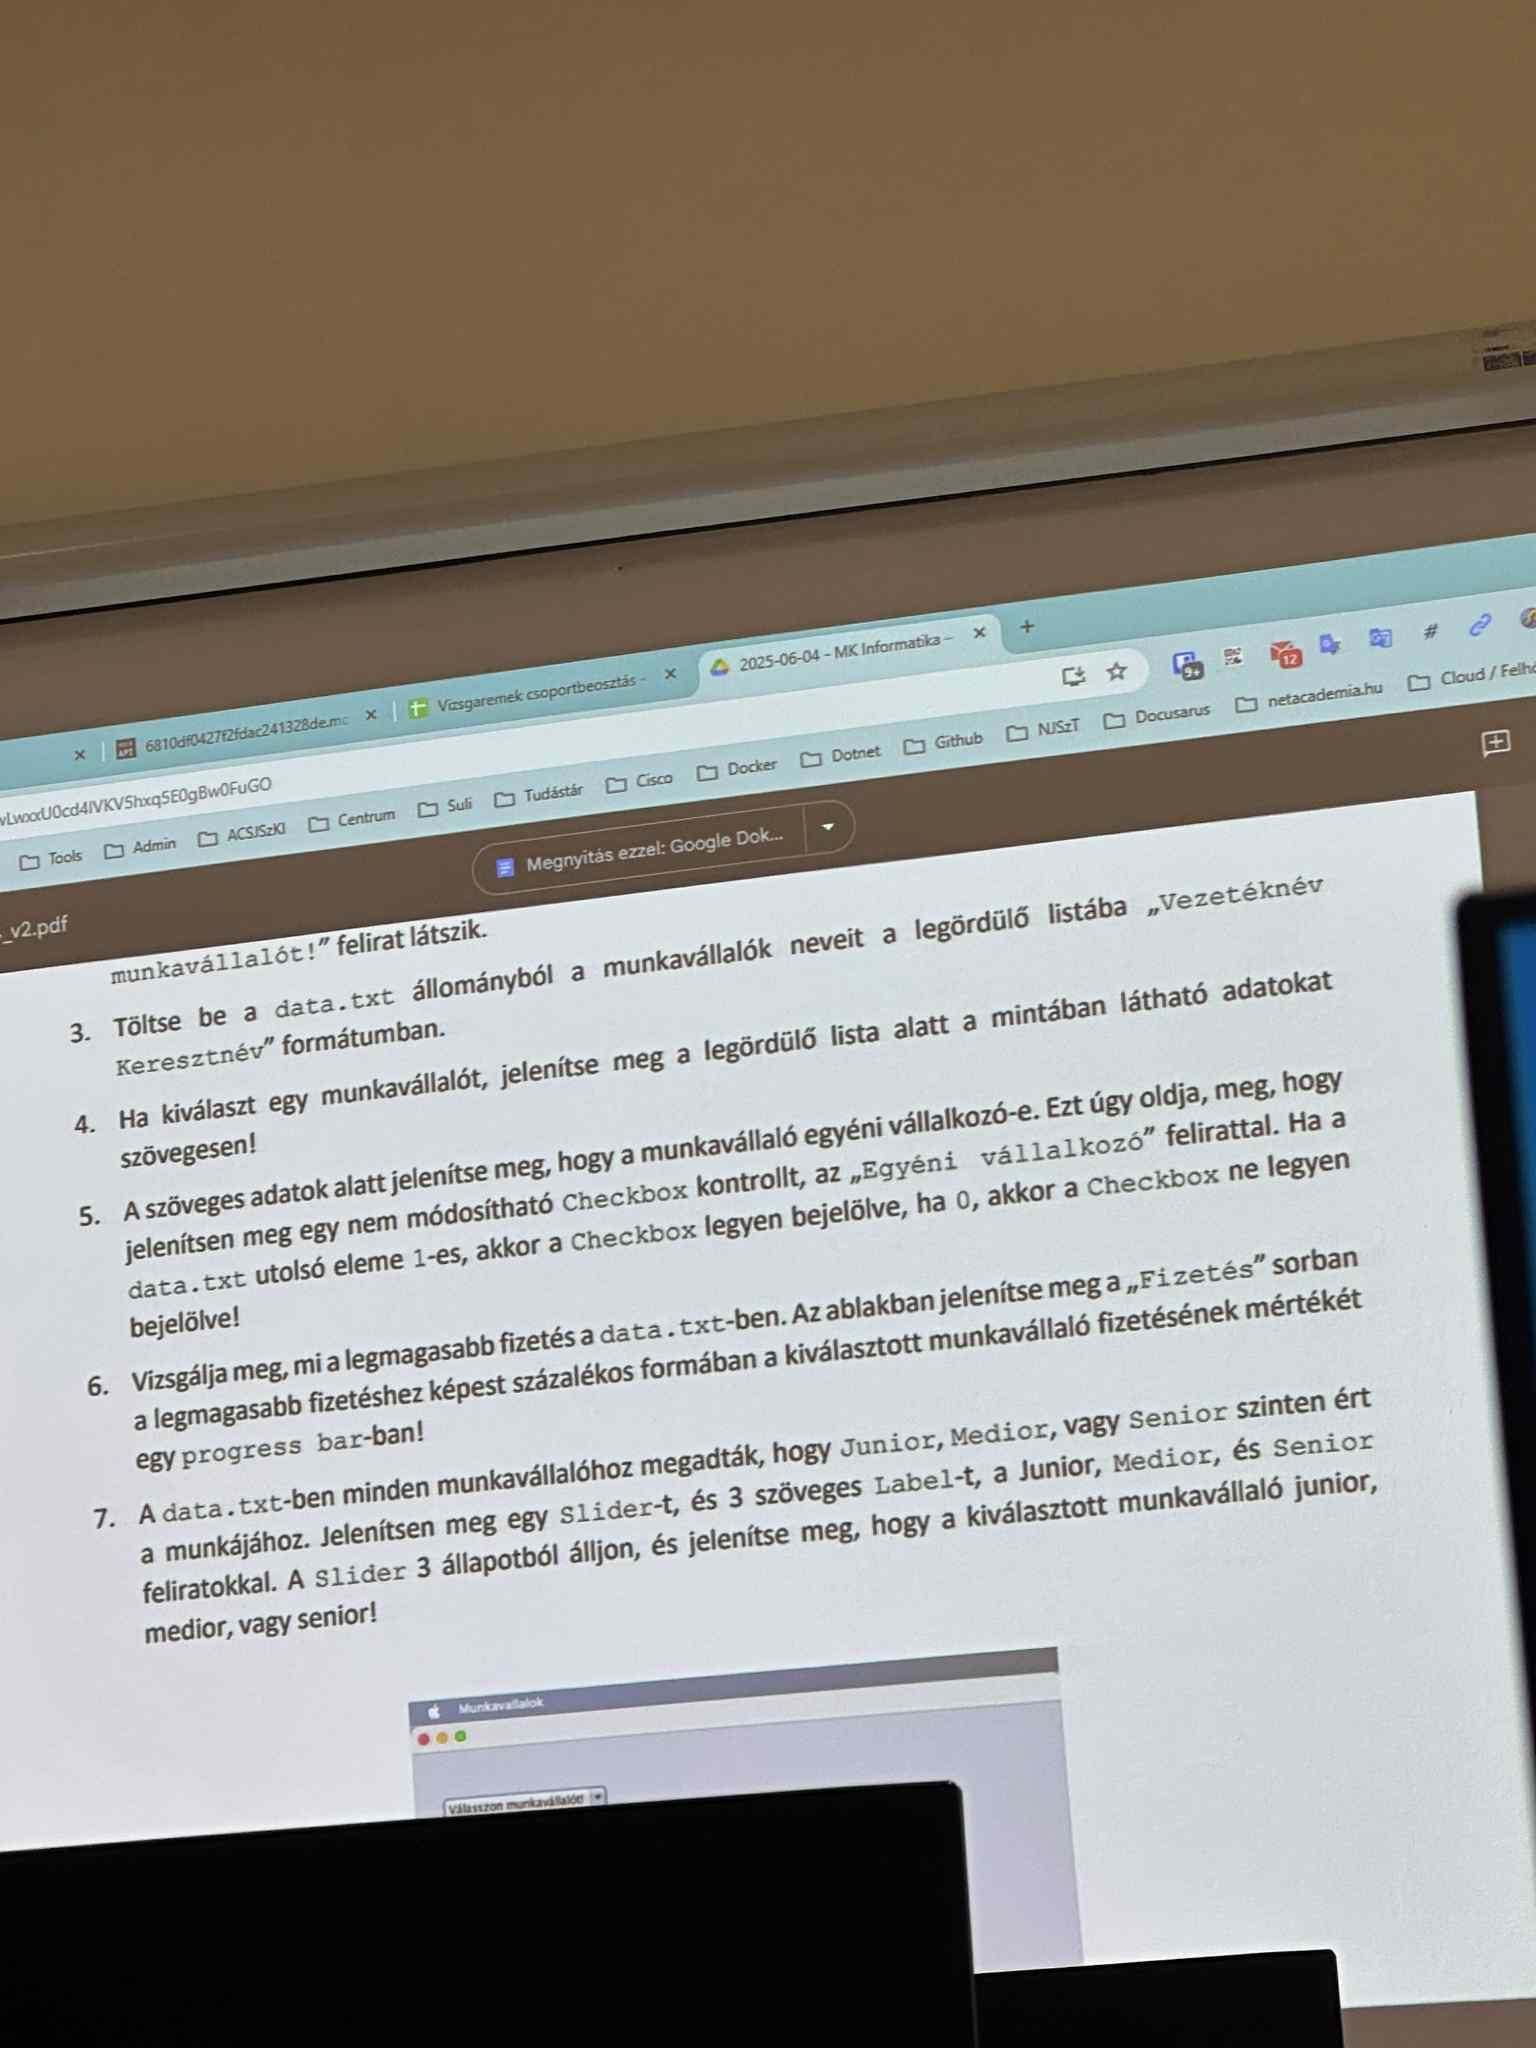 6810df0427f2fdac241328de.mc
Vizsgaremek csoportbeosztás -
2025-06-04 - MK Informatika –
12
9+
#
Tools
Admin
ACSJSzKI
Centrum
Suli
Tudástár
Cisco
Docker
Dotnet
Github
NJSzT
Docusarus
netacademia.hu
Cloud / Felhő
_v2.pdf
Megnyitás ezzel: Google Dok...
munkavállalót!” felirat látszik.
3. Töltse be a data.txt állományból a munkavállalók neveit a legördülő listába „Vezetéknév
Keresztnév” formátumban.
4. Ha kiválaszt egy munkavállalót, jelenítse meg a legördülő lista alatt a mintában látható adatokat
szövegesen!
5. A szöveges adatok alatt jelenítse meg, hogy a munkavállaló egyéni vállalkozó-e. Ezt úgy oldja, meg, hogy
jelenítsen meg egy nem módosítható Checkbox kontrollt, az „Egyéni vállalkozó” felirattal. Ha a
data.txt utolsó eleme 1-es, akkor a Checkbox legyen bejelölve, ha 0, akkor a Checkbox ne legyen
bejelölve!
6. Vizsgálja meg, mi a legmagasabb fizetés a data.txt-ben. Az ablakban jelenítse meg a „Fizetés” sorban
a legmagasabb fizetéshez képest százalékos formában a kiválasztott munkavállaló fizetésének mértékét
egy progress bar-ban!
7. A data.txt-ben minden munkavállalóhoz megadták, hogy Junior, Medior, vagy Senior szinten ért
a munkájához. Jelenítsen meg egy Slider-t, és 3 szöveges Label-t, a Junior, Medior, és Senior
feliratokkal. A Slider 3 állapotból álljon, és jelenítse meg, hogy a kiválasztott munkavállaló junior,
medior, vagy senior!
Munkavallalok
Válasszon munkavállalót!